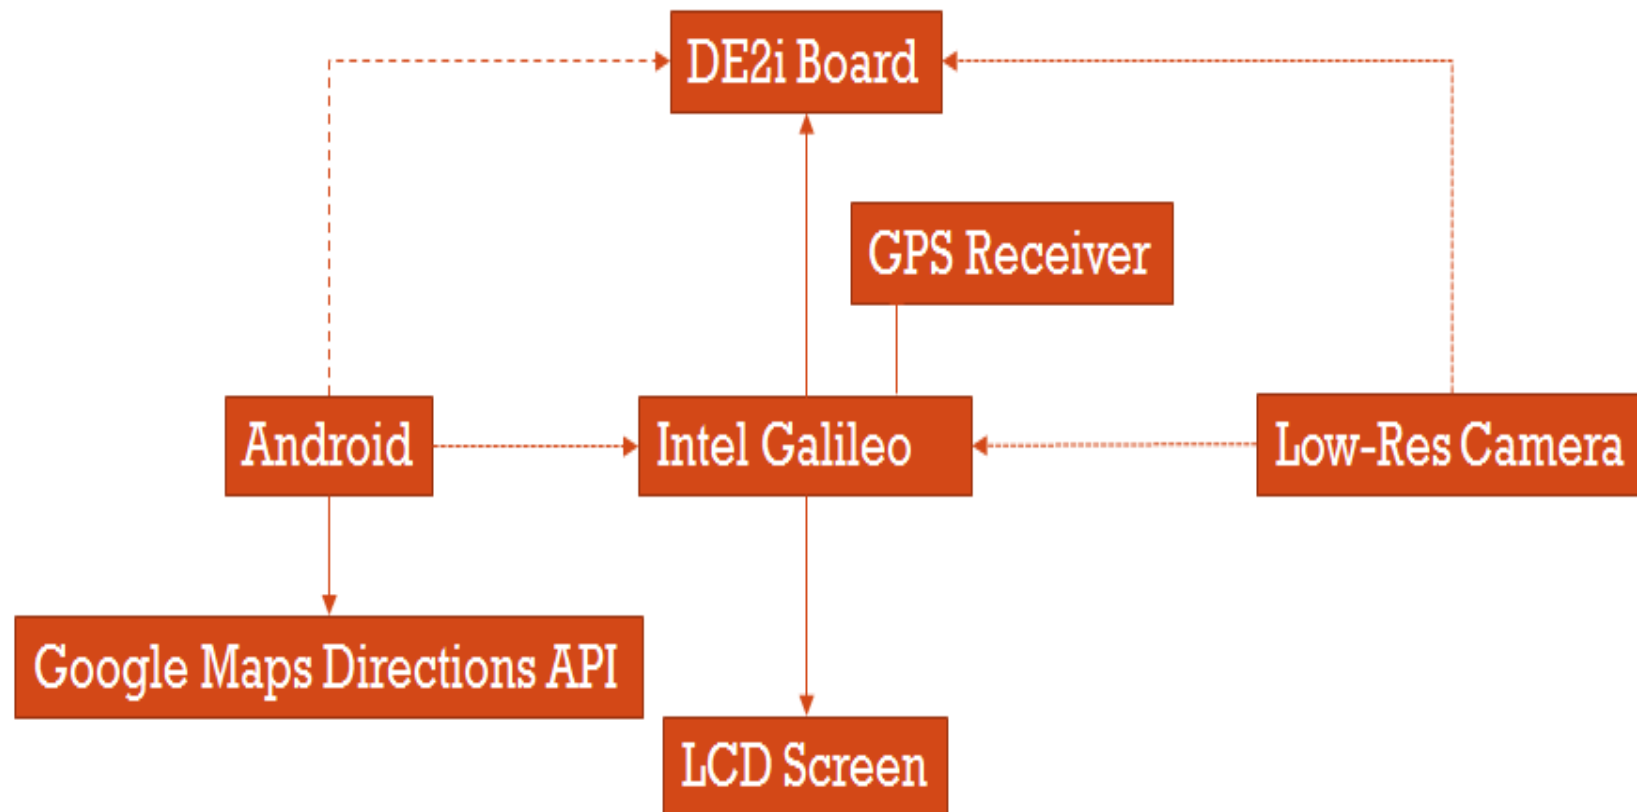 DE2i Board
GPS Receiver
Android
Intel Galileo
Low-Res Camera
Google Maps Directions API
LCD Screen